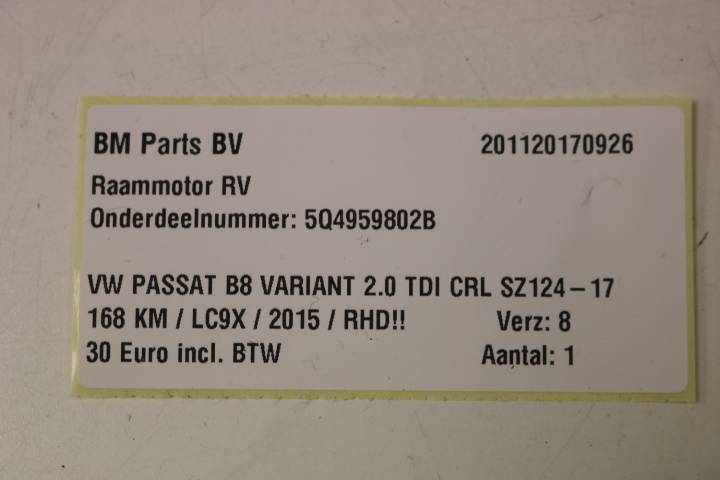 BM Parts BV 201120170926
Raammotor RV
Onderdeelnummer: 5Q4959802B
VW PASSAT B8 VARIANT 2.0 TDI CRL SZ124-17
168 KM / LC9X / 2015 / RHD!! Verz: 8
30 Euro incl. BTW Aantal: 1